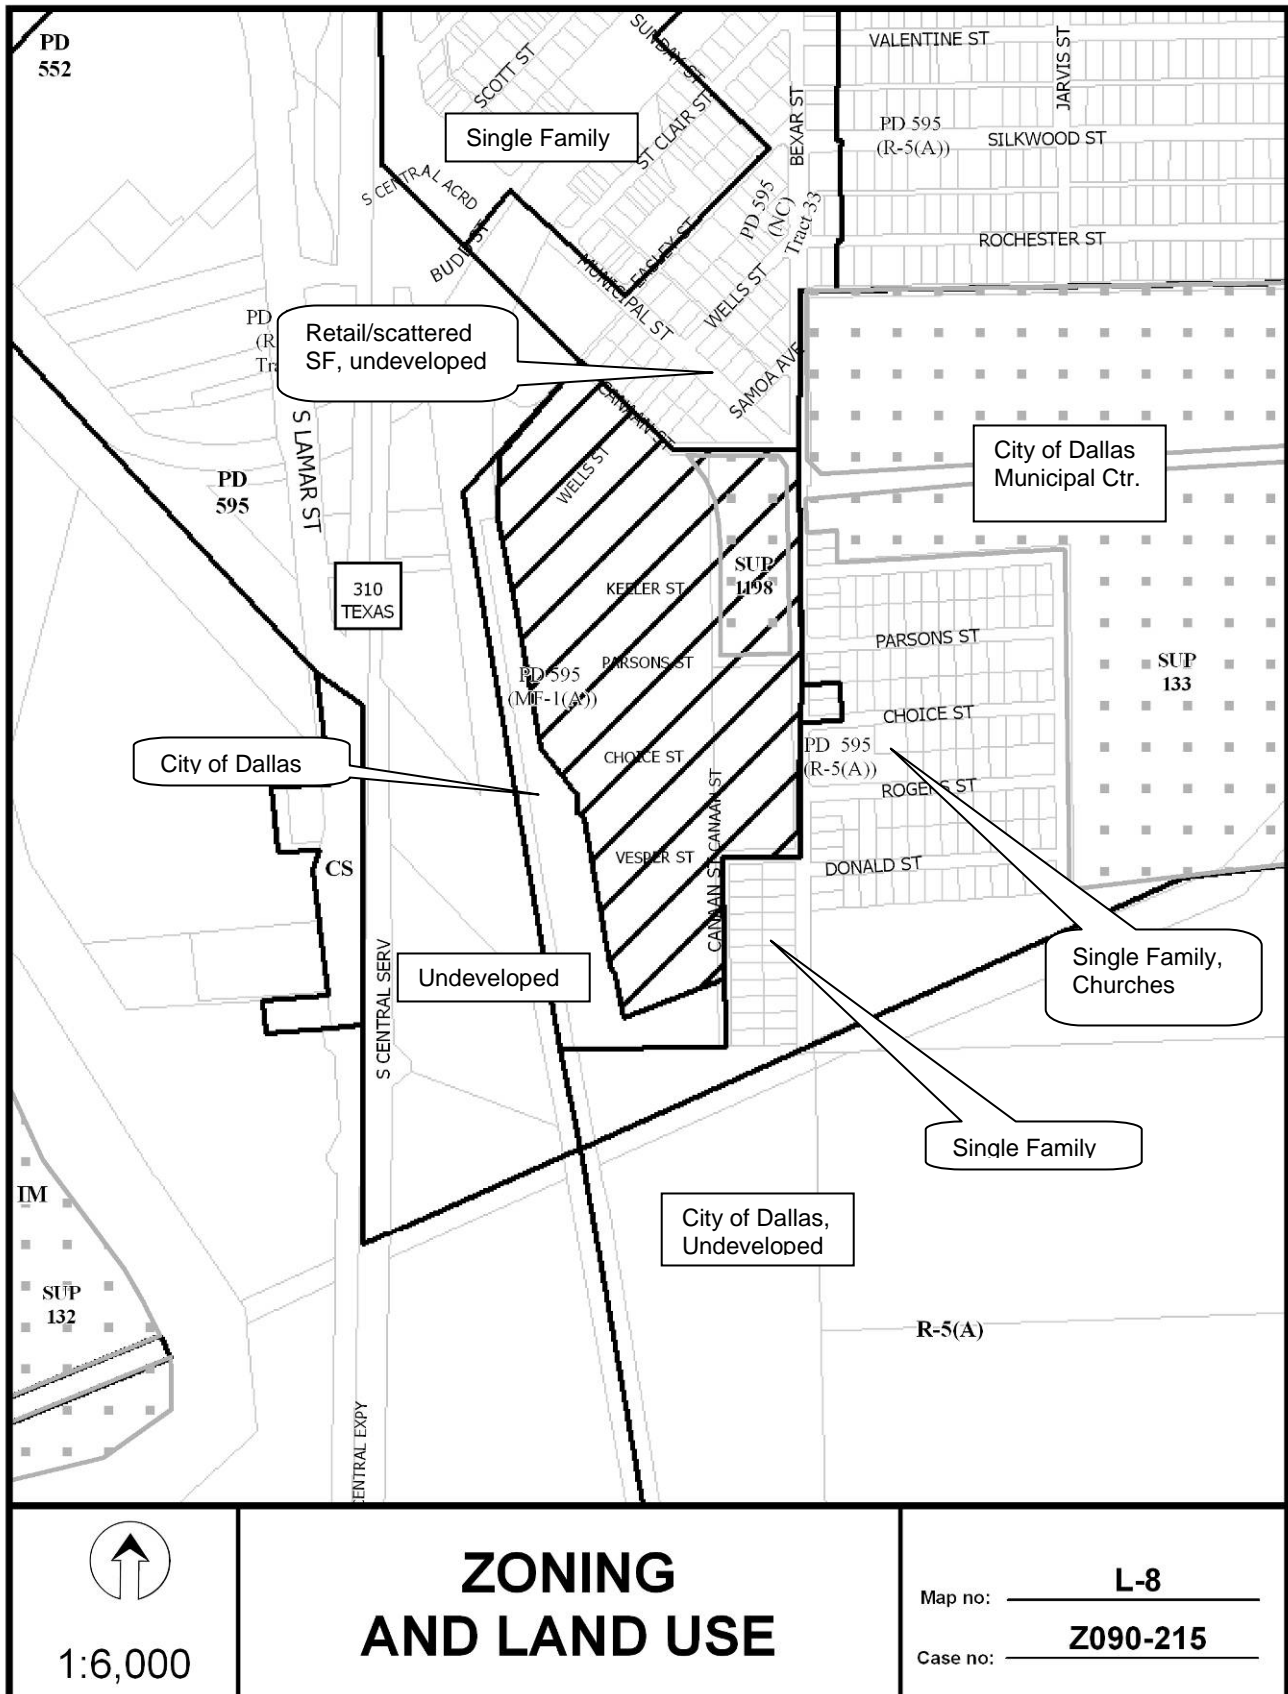 PD
552
SCOTT ST
SUNDAY ST
VALENTINE ST
JARVIS ST
Single Family
ST CLAIR ST
BEXAR ST
PD 595
(R-5(A))
SILKWOOD ST
S CENTRAL ACRD
BUDD ST
EASLEY ST
MUNICIPAL ST
PD 595
(NC)
Tract 33
WELLS ST
ROCHESTER ST
PD
(R
Tra
Retail/scattered
SF, undeveloped
SAMOA AVE
CANAAN ST
S LAMAR ST
WELLS ST
City of Dallas
Municipal Ctr.
PD
595
310
TEXAS
KEELER ST
SUP
1198
PARSONS ST
PARSONS ST
SUP
133
PD 595
(MF-1(A))
CHOICE ST
CHOICE ST
City of Dallas
PD 595
(R-5(A))
ROGERS ST
CANAAN ST
CANAAN ST
VESPER ST
DONALD ST
CS
S CENTRAL SERV
Undeveloped
Single Family,
Churches
Single Family
IM
SUP
132
City of Dallas,
Undeveloped
R-5(A)
CENTRAL EXPY
1:6,000
ZONING
AND LAND USE
Map no: L-8
Case no: Z090-215